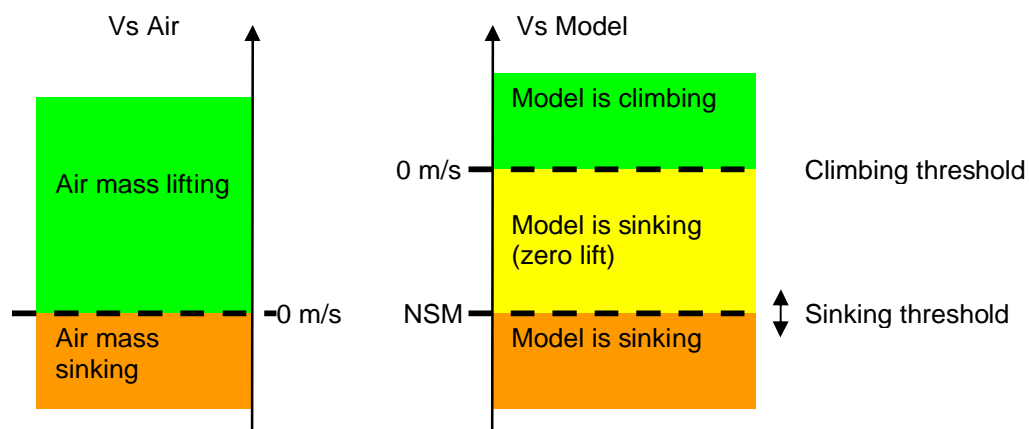 Vs Air
Air mass lifting
0 m/s
Air mass
sinking
Vs Model
Model is climbing
0 m/s
Climbing threshold
Model is sinking
(zero lift)
NSM
Sinking threshold
Model is sinking